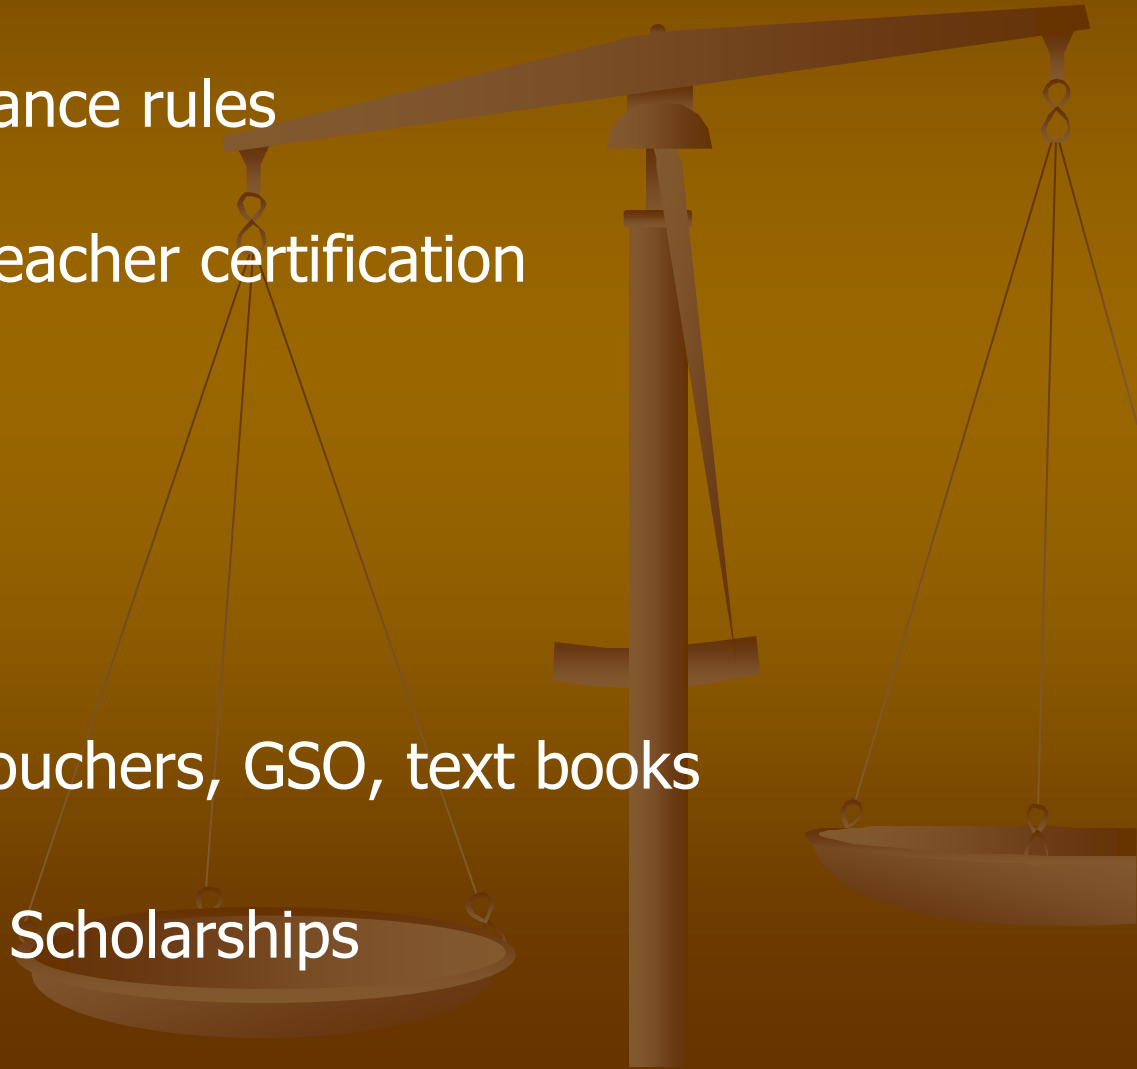 ance rules
eacher certification
ouchers, GSO, text books
Scholarships